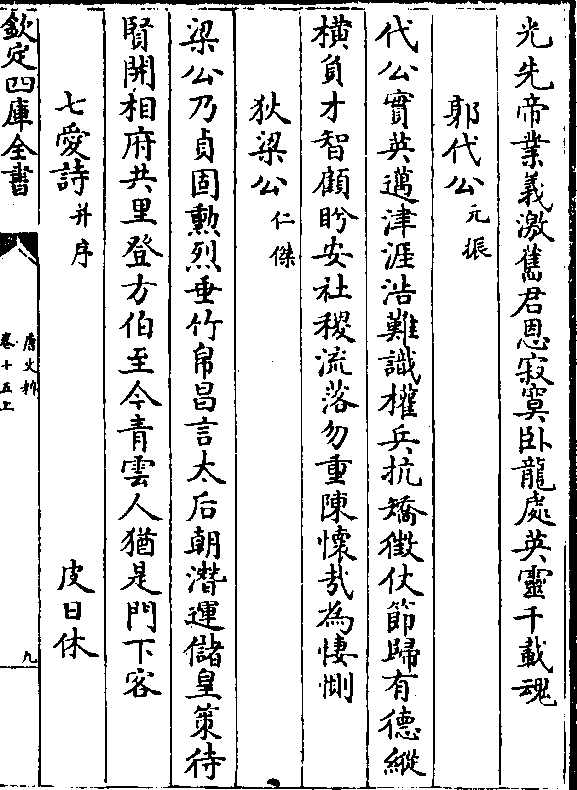 光先帝業義激舊君恩寂寞卧龍處英靈千載魂
郭代公元振
代公實英邁津涯浩難識權兵抗矯徵仗節歸有德縱
横負才智顧盻安社稷流落勿重陳懷哉為悽惻
狄梁公仁傑
梁公乃貞固勲烈垂竹帛昌言太后朝潛運儲皇策待
賢開相府共里登方伯至今青雲人猶是門下客
七愛詩并序 皮日休
欽定四庫全書
唐文粹
卷十五上
九